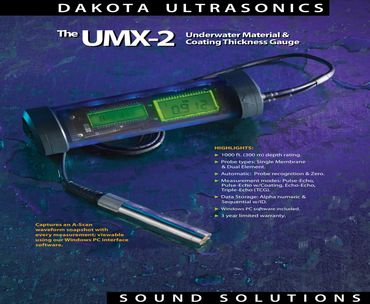 DAKOTA ULTRASONICS
The UMX-2 Underwater Material &
Coating Thickness Gauge
HIGHLIGHTS:
1000 ft. (300 m) depth rating.
Probe types: Single Membrane
& Dual Element.
Automatic: Probe recognition & Zero.
Measurement modes: Pulse-Echo,
Pulse-Echo w/Coating, Echo-Echo,
Triple-Echo (TCG).
Data Storage: Alpha numeric &
Sequential w/ID.
Windows PC software included.
3 year limited warranty.
Captures an A-Scan
waveform snapshot with
every measurement; viewable
using our Windows PC interface
software.
SOUND SOLUTIONS